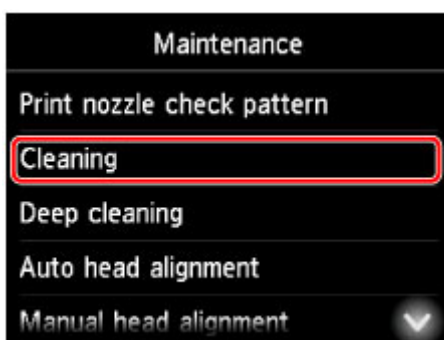 Maintenance
Print nozzle check pattern
Cleaning
Deep cleaning
Auto head alignment
Manual head alignment